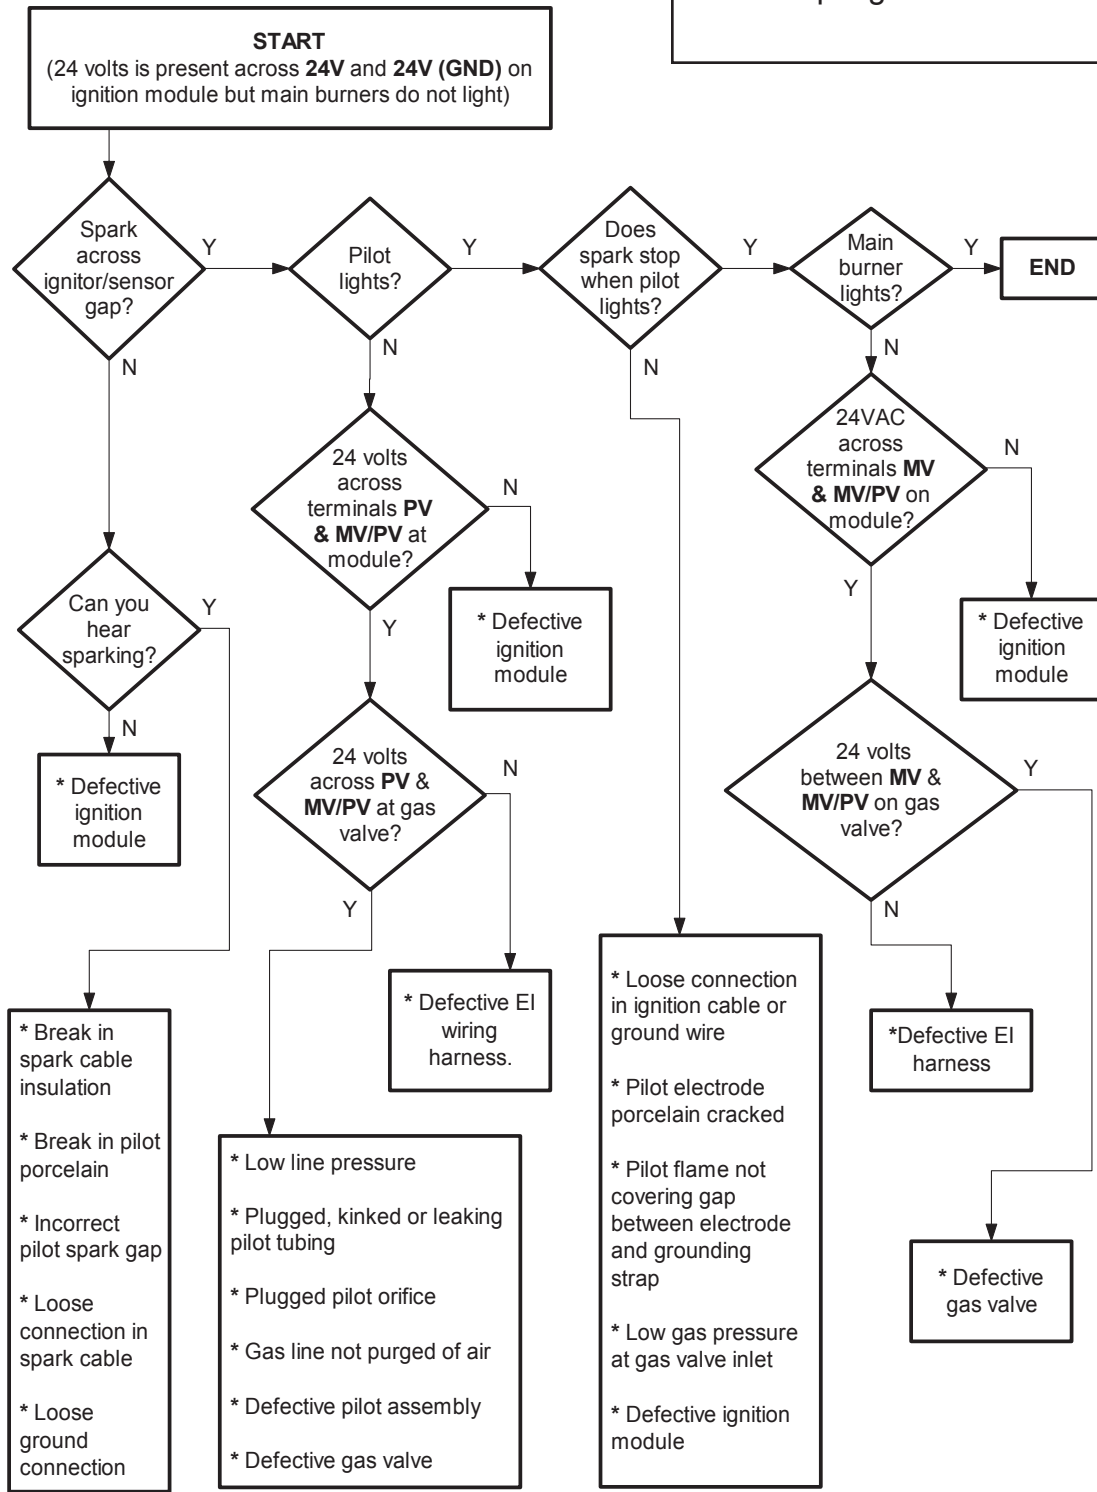 START
(24 volts is present across 24V and 24V (GND) on
ignition module but main burners do not light)
Spark
across
ignitor/sensor
gap?
Y
N
Pilot
lights?
Y
N
Does
spark stop
when pilot
lights?
Y
N
Main
burner
lights?
Y
N
END
24 volts
across
terminals PV
& MV/PV at
module?
N
Y
24VAC
across
terminals MV
& MV/PV on
module?
N
Y
Can you
hear
sparking?
Y
N
* Defective
ignition
module
* Defective
ignition
module
* Defective
ignition
module
24 volts
across PV &
MV/PV at gas
valve?
N
Y
24 volts
between MV &
MV/PV on gas
valve?
Y
N
* Break in
spark cable
insulation
* Break in pilot
porcelain
* Incorrect
pilot spark gap
* Loose
connection in
spark cable
* Loose
ground
connection
* Low line pressure
* Plugged, kinked or leaking
pilot tubing
* Plugged pilot orifice
* Gas line not purged of air
* Defective pilot assembly
* Defective gas valve
* Defective EI
wiring
harness.
* Loose connection
in ignition cable or
ground wire
* Pilot electrode
porcelain cracked
* Pilot flame not
covering gap
between electrode
and grounding
strap
* Low gas pressure
at gas valve inlet
* Defective ignition
module
*Defective EI
harness
* Defective
gas valve